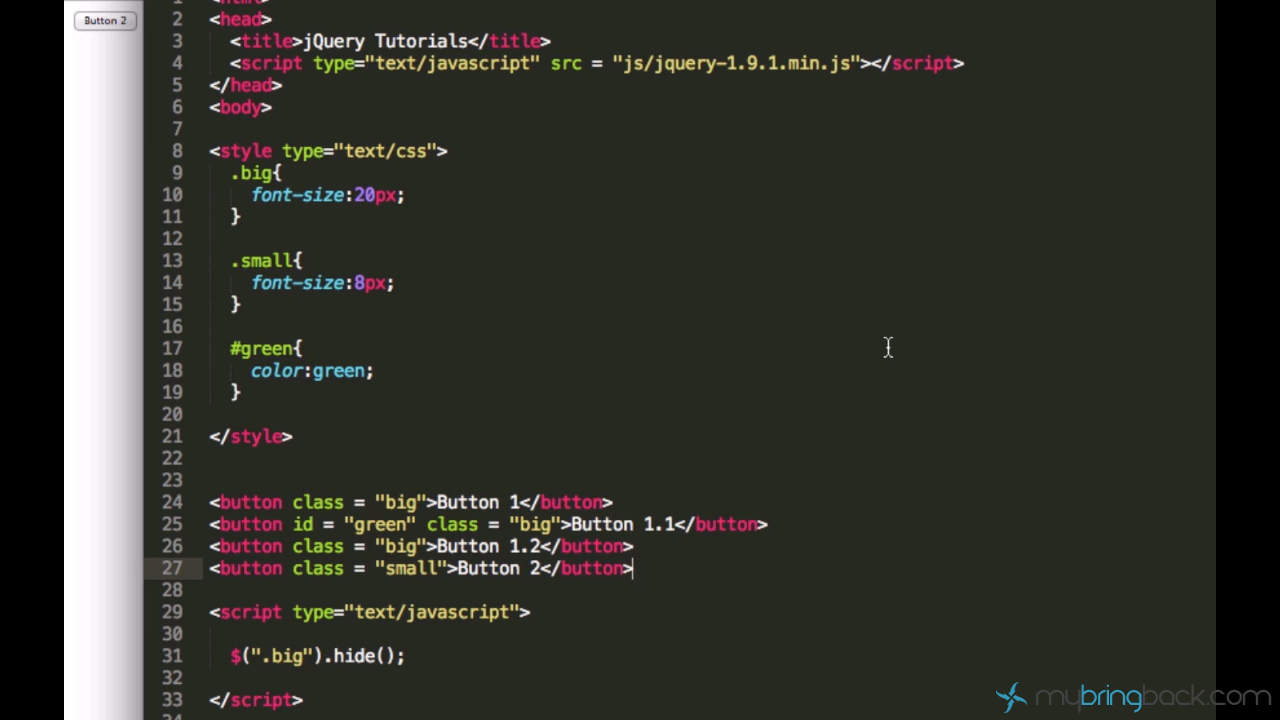 Button 2
1 <html>
2 <head>
3 <title>jQuery Tutorials</title>
4 <script type="text/javascript" src = "js/jquery-1.9.1.min.js"></script>
5 </head>
6 <body>
7
8 <style type="text/css">
9 .big{
10 font-size:20px;
11 }
12
13 .small{
14 font-size:8px;
15 }
16
17 #green{
18 color:green;
19 }
20
21 </style>
22
23
24 <button class = "big">Button 1</button>
25 <button id = "green" class = "big">Button 1.1</button>
26 <button class = "big">Button 1.2</button>
27 <button class = "small">Button 2</button>
28
29 <script type="text/javascript">
30
31 $(".big").hide();
32
33 </script>
34
mybringback.com